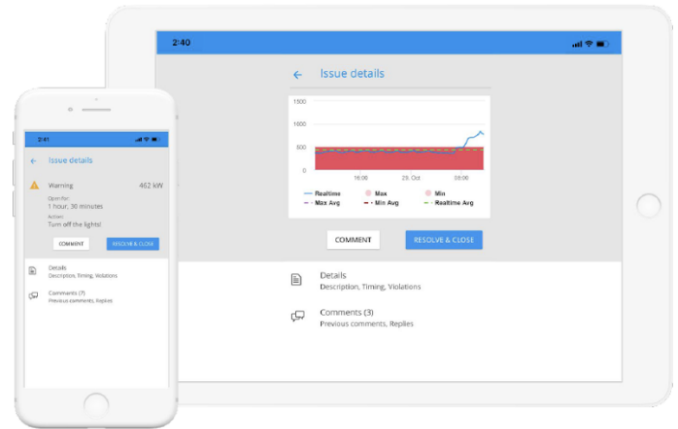 2:40
Issue details
1500
1000
500
0
16:00
29. Oct
08:00
Realtime
Max
Min
Max Avg
Min Avg
Realtime Avg
COMMENT
RESOLVE & CLOSE
Details
Description, Timing, Violations
Comments (3)
Previous comments, Replies
2:41
Issue details
Warning
462 kW
Open for:
1 hour, 30 minutes
Action:
Turn off the lights!
COMMENT
RESOLVE & CLOSE
Details
Description, Timing, Violations
Comments (7)
Previous comments, Replies